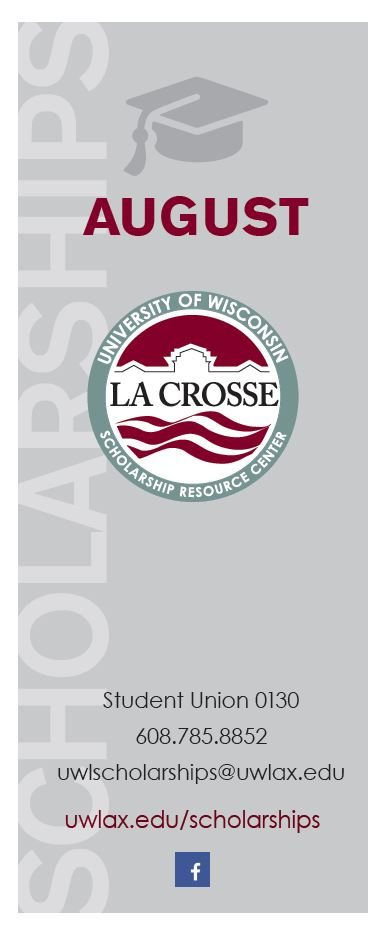 SCHOLARSHIPS
AUGUST
UNIVERSITY OF WISCONSIN
LA CROSSE
SCHOLARSHIP RESOURCE CENTER
Student Union 0130
608.785.8852
uwlscholarships@uwlax.edu
uwlax.edu/scholarships
f